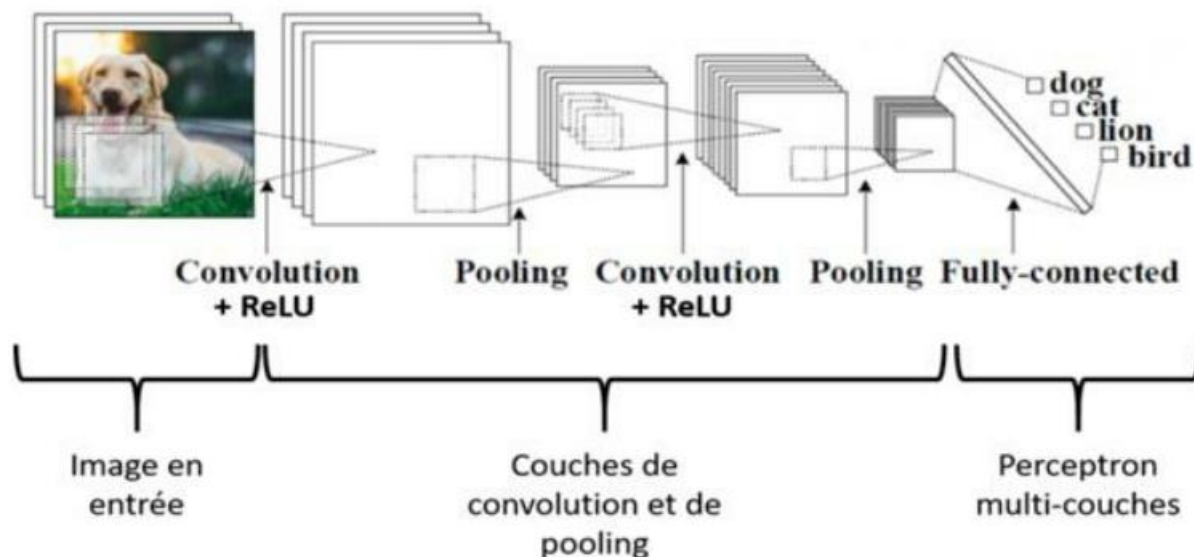 dog
cat
lion
bird
Convolution
+ ReLU
Pooling
Convolution
+ ReLU
Pooling
Fully-connected
Image en
entrée
Couches de
convolution et de
pooling
Perceptron
multi-couches